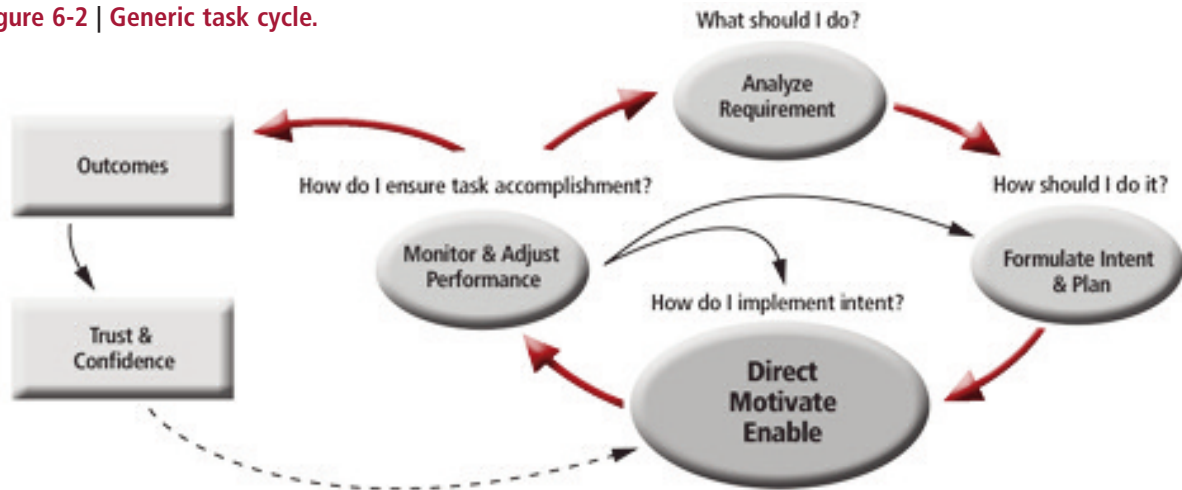 gure 6-2 | Generic task cycle.
What should I do?
Analyze
Requirement
Outcomes
How do I ensure task accomplishment?
How should I do it?
Monitor & Adjust
Performance
Formulate Intent
& Plan
How do I implement intent?
Trust &
Confidence
Direct
Motivate
Enable